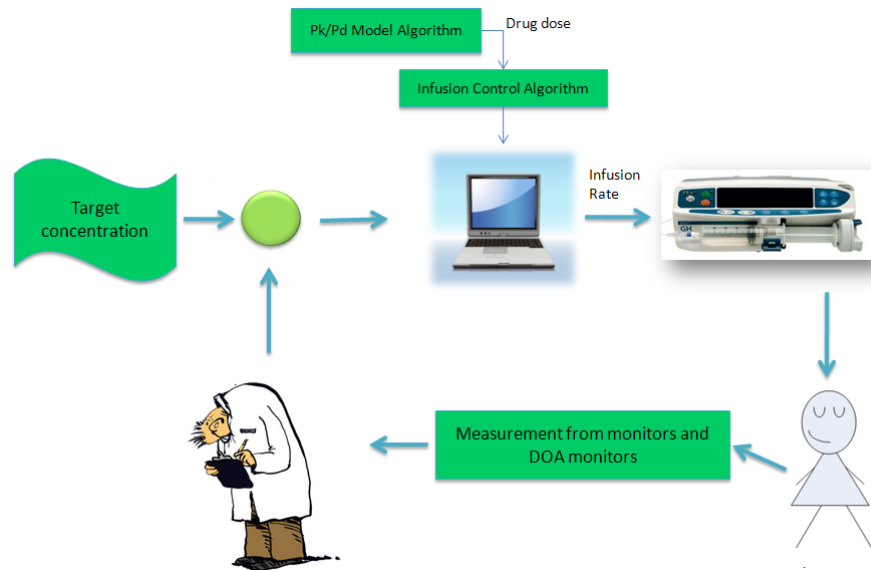 Pk/Pd Model Algorithm
Drug dose
Infusion Control Algorithm
Infusion
Rate
Target
concentration
GH
Measurement from monitors and
DOA monitors